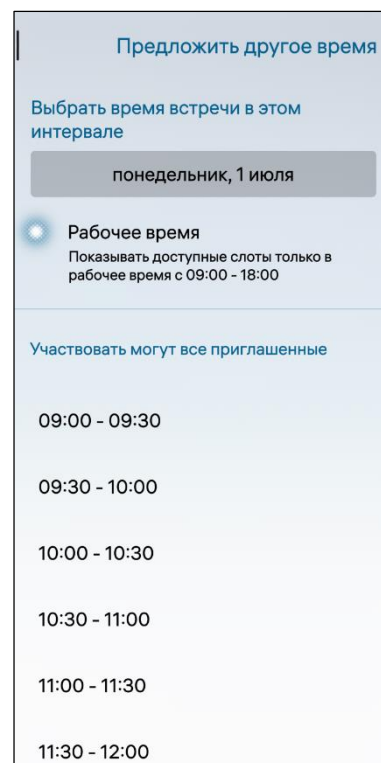 Предложить другое время
Выбрать время встречи в этом
интервале
понедельник, 1 июля
Рабочее время
Показывать доступные слоты только в
рабочее время с 09:00 - 18:00
Участвовать могут все приглашенные
09:00 - 09:30
09:30 - 10:00
10:00 - 10:30
10:30 - 11:00
11:00 - 11:30
11:30 - 12:00